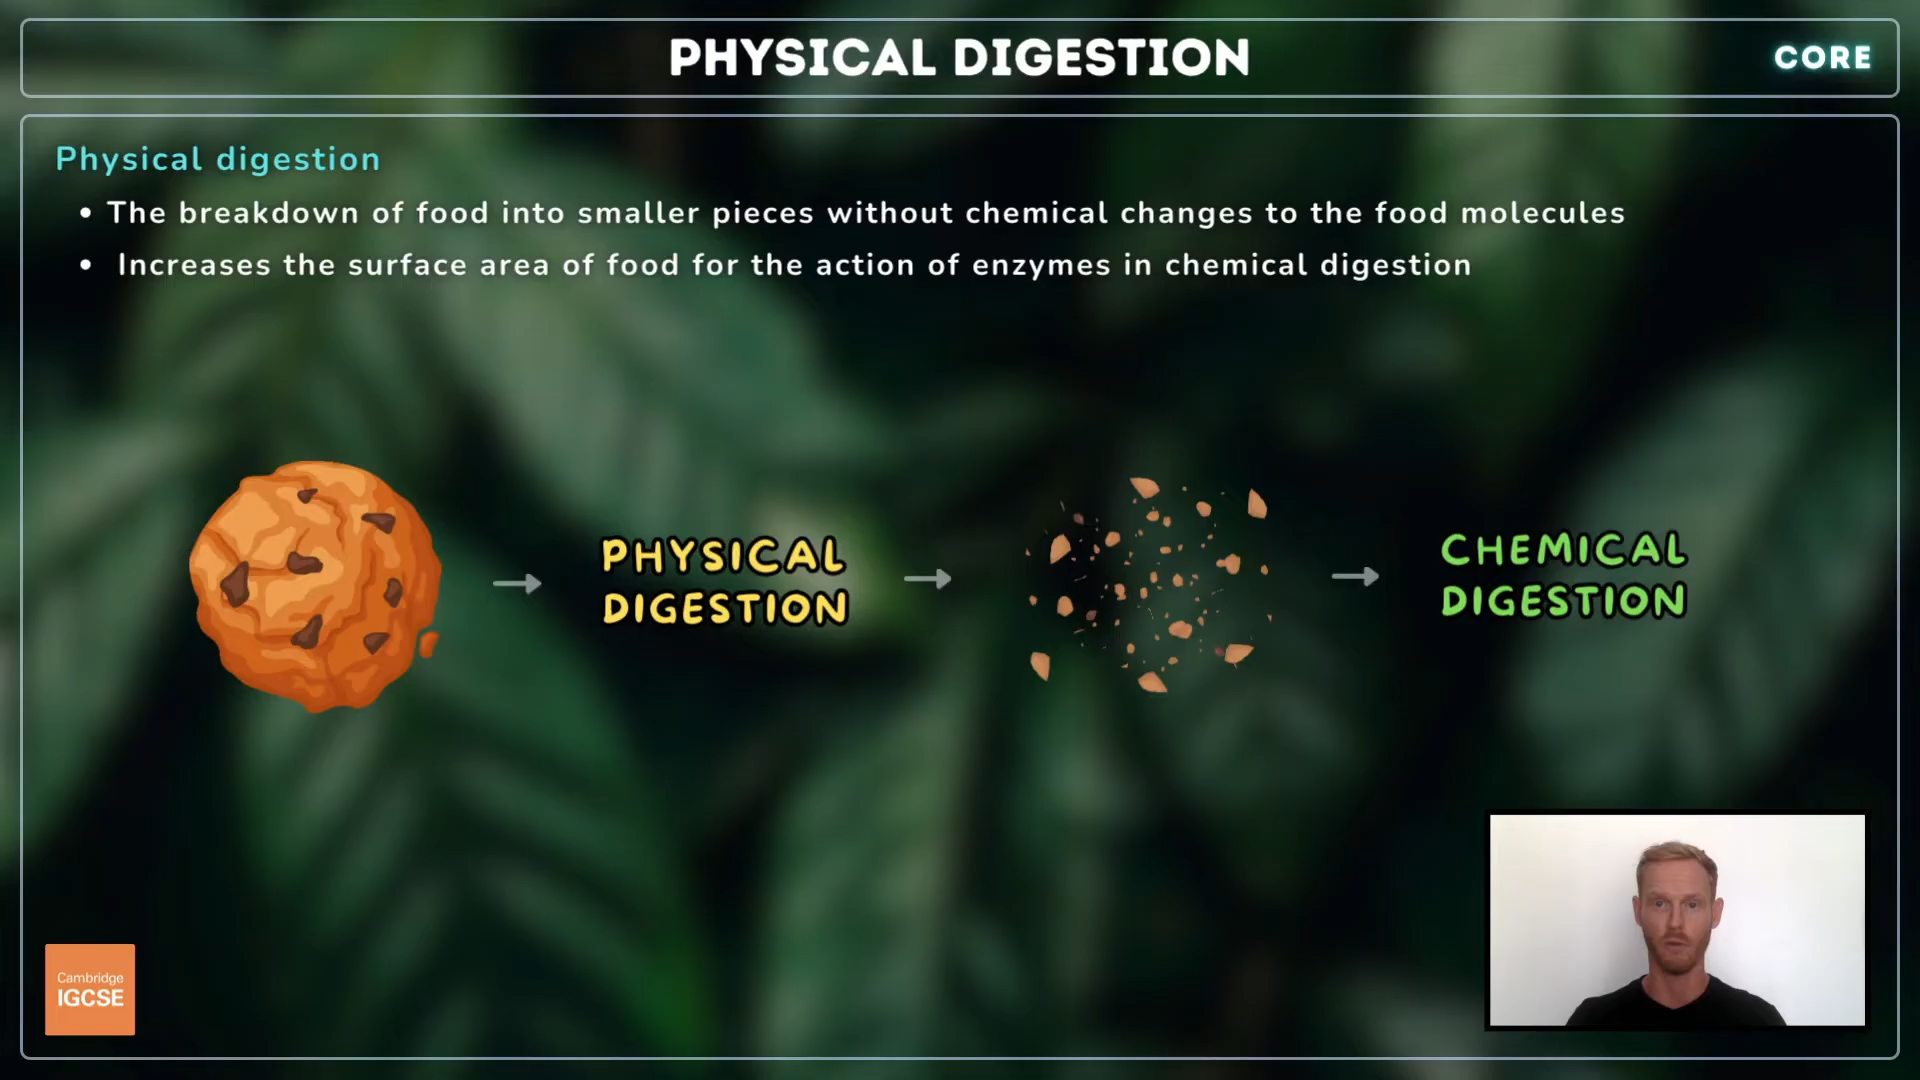 PHYSICAL DIGESTION
CORE
Physical digestion
• The breakdown of food into smaller pieces without chemical changes to the food molecules
• Increases the surface area of food for the action of enzymes in chemical digestion
PHYSICAL
DIGESTION
CHEMICAL
DIGESTION
Cambridge
IGCSE